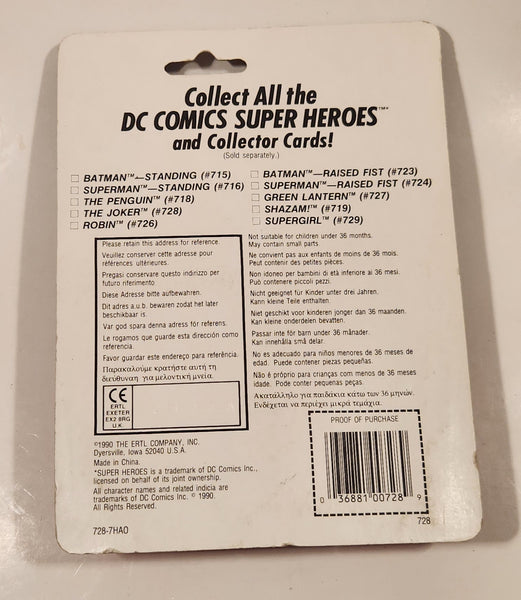 Collect All the
DC COMICS SUPER HEROES™*
and Collector Cards!
(Sold separately.)
BATMAN™—STANDING (#715)
SUPERMAN™—STANDING (#716)
THE PENGUIN™ (#718)
THE JOKER™ (#728)
ROBIN™ (#726)
BATMAN™—RAISED FIST (#723)
SUPERMAN™—RAISED FIST (#724)
GREEN LANTERN™ (#727)
SHAZAM!™ (#719)
SUPERGIRL™ (#729)
Please retain this address for reference.
Veuillez conserver cette adresse pour
références ultérieures.
Pregasi conservare questo indirizzo per
futuro riferimento
Diese Adresse bitte aufbewahren.
Dit adres a.u.b. bewaren zodat het later
beschikbaar is.
Var god spara denna adress för referens.
Le rogamos que guarde esta dirección como
referencia.
Favor guardar este endereço para referência.
Παρακαλούμε κρατήστε αυτή τη
διεύθυνση για μελοντική μνεία.
CE
ERTL
EXETER
EX2 8RG
U.K.
Not suitable for children under 36 months.
May contain small parts
Ne convient pas aux enfants de moins de 36 mois.
Peut contenir des petites pièces.
Non idoneo per bambini di età inferiore ai 36 mesi.
Può contenere piccoli pezzi.
Nicht geeignet für Kinder unter drei Jahren.
Kann kleine Teile enthalten.
Niet geschikt voor kinderen jonger dan 36 maanden.
Kan kleine onderdelen bevatten.
Passar inte för barn under 36 månader.
Kan innehålla små delar.
No es adecuado para niños menores de 36 meses de
edad. Puede contener piezas pequeñas.
Não é próprio para crianças com menos de 36 meses
idade. Pode conter pequenas peças
Ακαταλληλο για παιδάκια κάτω των 36 μηνών.
Ενδέχεται να περιέχει μικρά τεμάχια.
©1990 THE ERTL COMPANY, INC.
Dyersville, Iowa 52040 U.S.A.
Made in China.
*SUPER HEROES is a trademark of DC Comics Inc.,
licensed on behalf of its joint ownership.
All character names and related indicia are
trademarks of DC Comics Inc. © 1990.
All Rights Reserved.
728-7HAO
PROOF OF PURCHASE
0 36881 00728 9
728